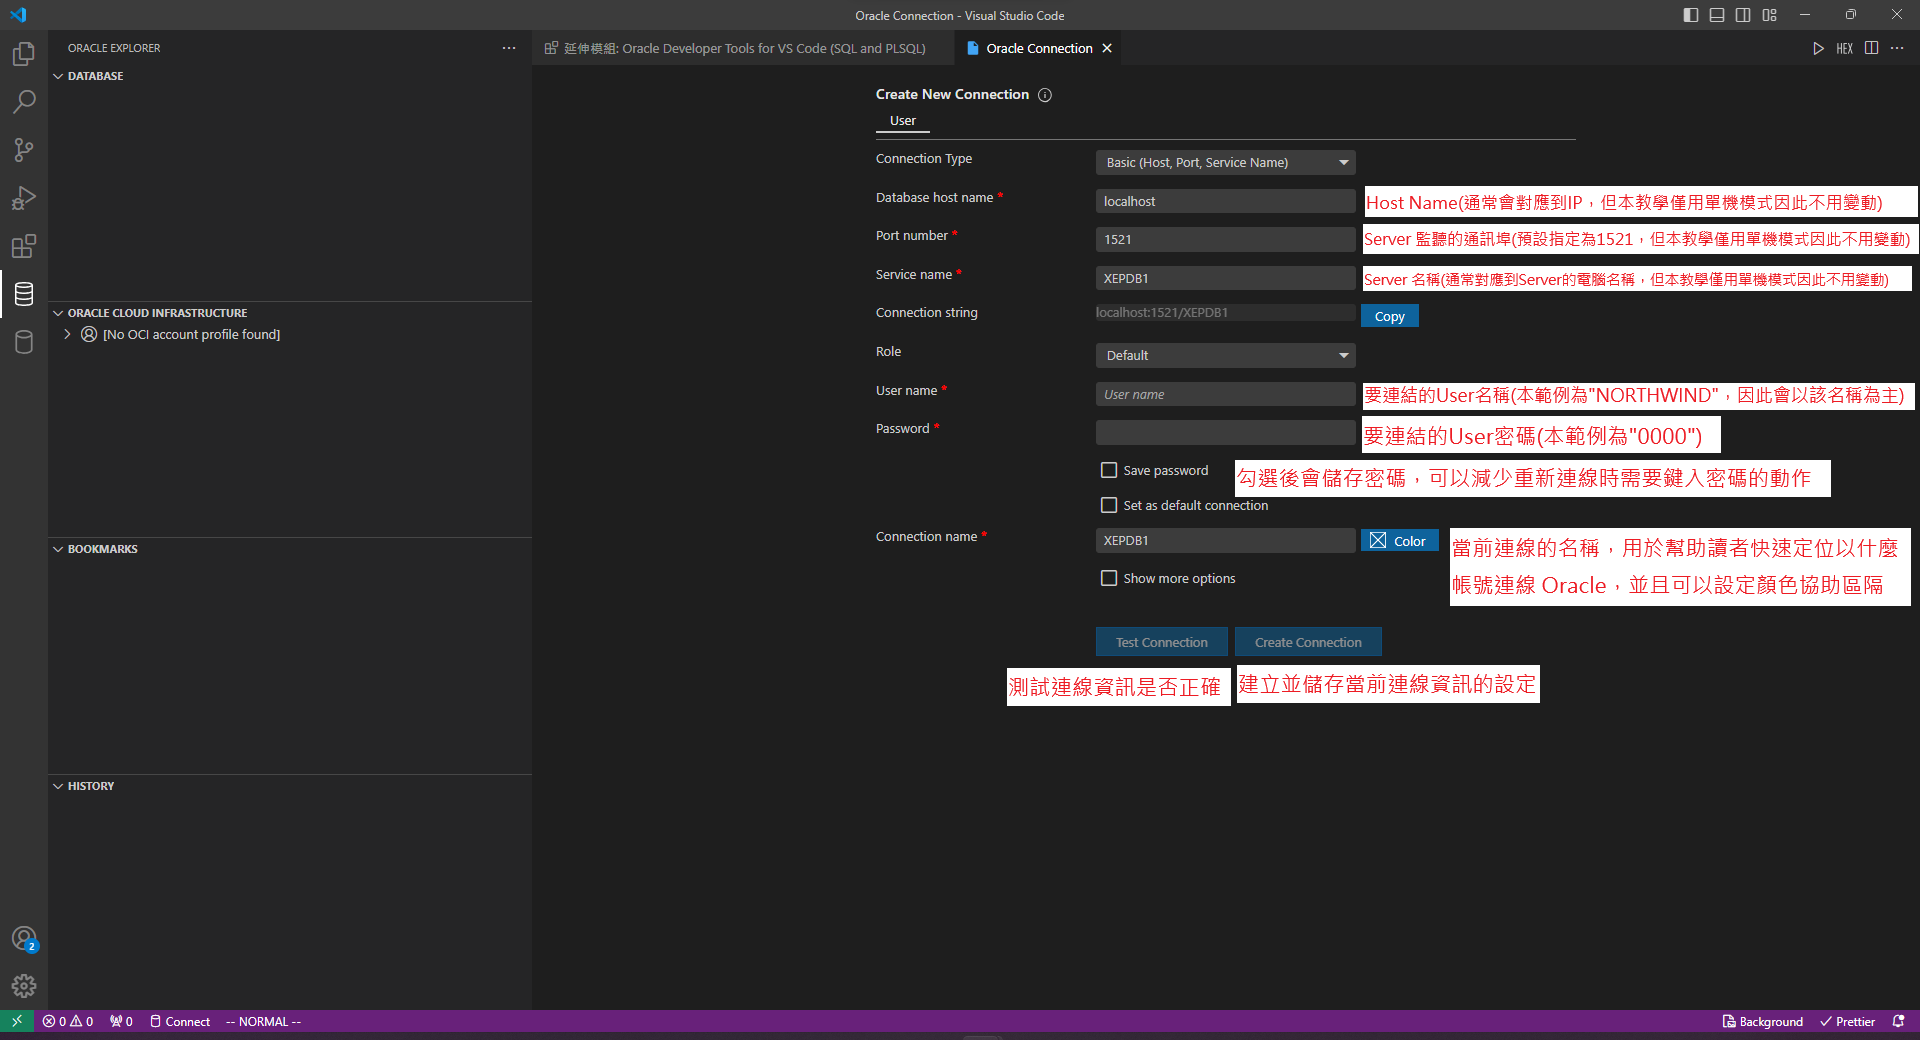 Oracle Connection - Visual Studio Code
ORACLE EXPLORER
DATABASE
ORACLE CLOUD INFRASTRUCTURE
[No OCI account profile found]
BOOKMARKS
HISTORY
延伸模組: Oracle Developer Tools for VS Code (SQL and PLSQL)
Oracle Connection
HEX
Create New Connection
User
Connection Type
Basic (Host, Port, Service Name)
Database host name *
localhost
Host Name(通常會對應到IP，但本教學僅用單機模式因此不用變動)
Port number *
1521
Server 監聽的通訊埠(預設指定為1521，但本教學僅用單機模式因此不用變動)
Service name *
XEPDB1
Server 名稱(通常對應到Server的電腦名稱，但本教學僅用單機模式因此不用變動)
Connection string
localhost:1521/XEPDB1
Copy
Role
Default
User name *
User name
要連結的User名稱(本範例為"NORTHWIND"，因此會以該名稱為主)
Password *
要連結的User密碼(本範例為"0000")
Save password
勾選後會儲存密碼，可以減少重新連線時需要鍵入密碼的動作
Set as default connection
Connection name *
XEPDB1
Color
當前連線的名稱，用於幫助讀者快速定位以什麼
帳號連線 Oracle，並且可以設定顏色協助區隔
Show more options
Test Connection
Create Connection
測試連線資訊是否正確
建立並儲存當前連線資訊的設定
2
0 0
0
Connect
-- NORMAL --
Background
Prettier